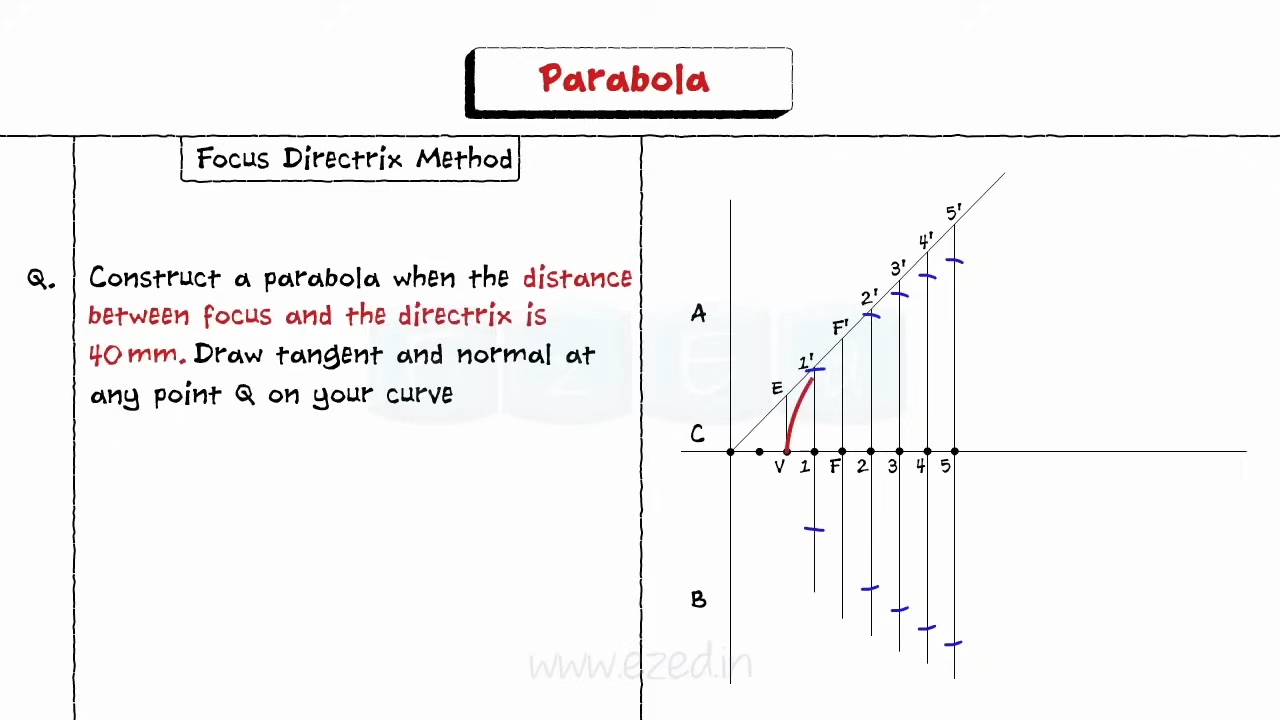 Parabola
Focus Directrix Method
Q. Construct a parabola when the distance
between focus and the directrix is
40 mm. Draw tangent and normal at
any point Q on your curve
5'
4'
3'
2'
A
F'
1'
E
C
V 1 F 2 3 4 5
B
www.ezed.in